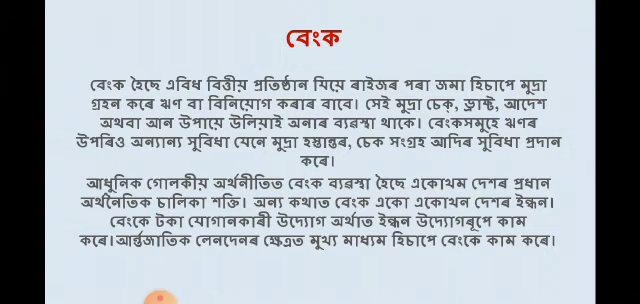 বেংক
বেংক হৈছে এবিধ বিত্তীয় প্ৰতিষ্ঠান যিয়ে ৰাইজৰ পৰা জমা হিচাপে মুদ্ৰা
গ্ৰহন কৰে ঋণ বা বিনিয়োগ কৰাৰ বাবে। সেই মুদ্ৰা চেক্, ড্ৰাফ্ট, আদেশ
অথবা আন উপায়ে উলিয়াই অনাৰ ব্যৱস্থা থাকে। বেংকসমুহে ঋণৰ
উপৰিও অন্যান্য সুবিধা যেনে মুদ্ৰা হস্তান্তৰ, চেক সংগ্ৰহ আদিৰ সুবিধা প্ৰদান
কৰে।
আধুনিক গোলকীয় অৰ্থনীতিত বেংক ব্যৱস্থা হৈছে একোখম দেশৰ প্ৰধান
অৰ্থনৈতিক চালিকা শক্তি। অন্য কথাত বেংক একো একোখন দেশৰ ইন্ধন।
বেংকে টকা যোগানকাৰী উদ্যোগ অৰ্থাত ইন্ধন উদ্যোগৰূপে কাম
কৰে।আৰ্ন্তজাতিক লেনদেনৰ ক্ষেত্ৰত মুখ্য মাধ্যম হিচাপে বেংকে কাম কৰে।